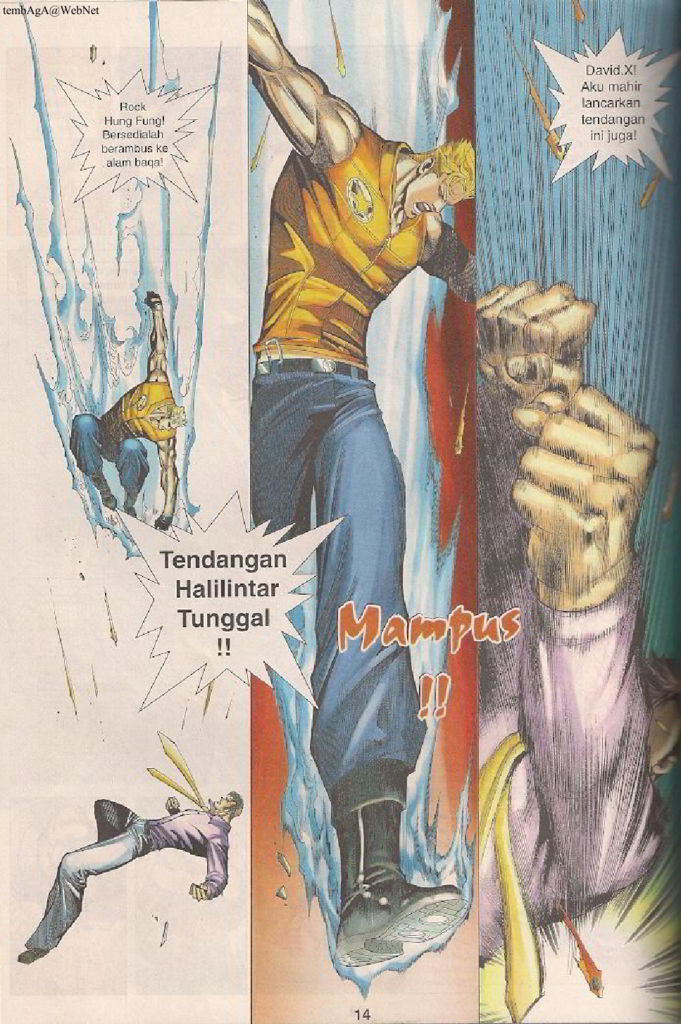 tembAgA@WebNet
Rock
Hung Fung!
Bersedialah
berambus ke
alam baqa!
Tendangan
Halilintar
Tunggal
!!
Mampus
!!
David.X!
Aku mahir
lancarkan
tendangan
ini juga!
14